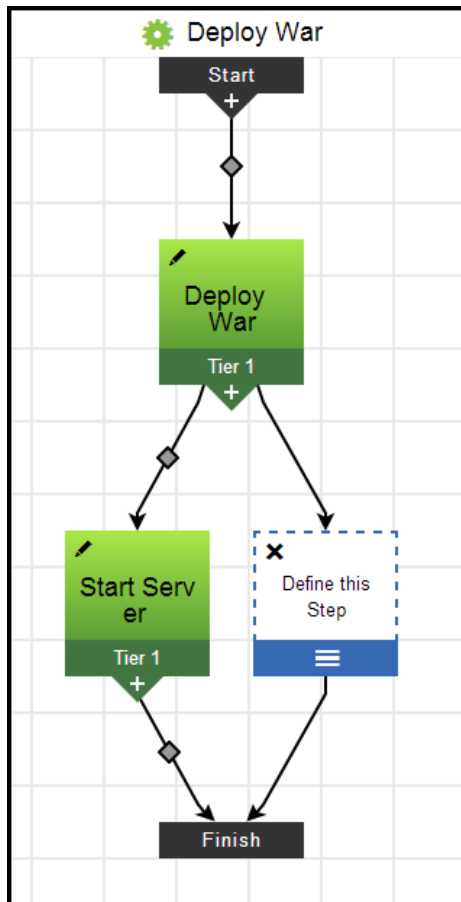 Deploy War
Start
Deploy
War
Tier 1
Start Serv
er
Tier 1
Define this
Step
Finish